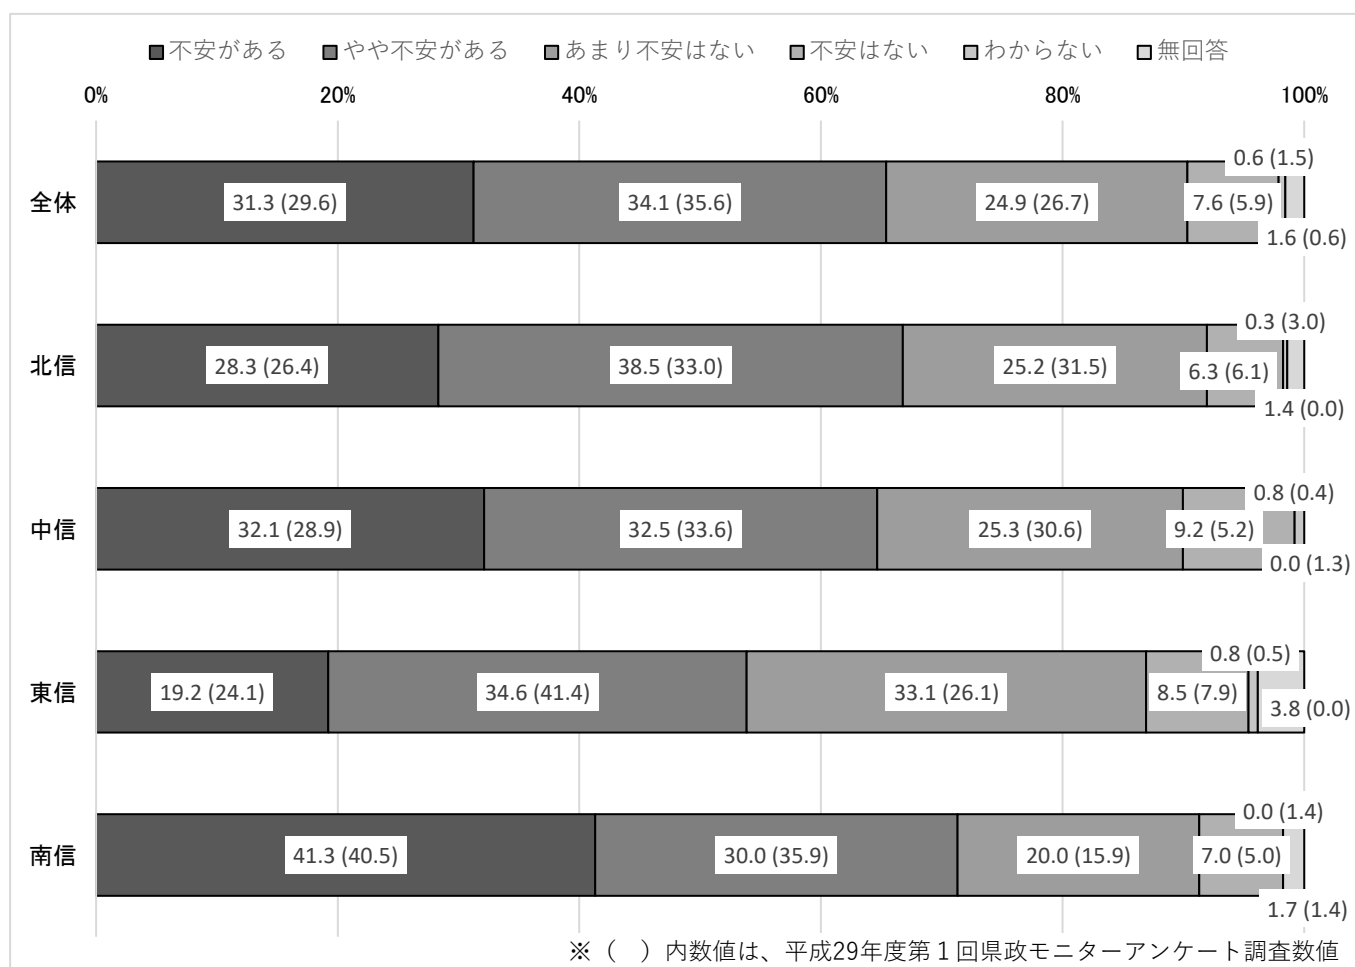 ■不安がある ■やや不安がある ■あまり不安はない ■不安はない ■わからない ■無回答
0% 20% 40% 60% 80% 100%
0.6 (1.5)
全体 31.3 (29.6) 34.1 (35.6) 24.9 (26.7) 7.6 (5.9)
1.6 (0.6)
0.3 (3.0)
北信 28.3 (26.4) 38.5 (33.0) 25.2 (31.5) 6.3 (6.1)
1.4 (0.0)
0.8 (0.4)
中信 32.1 (28.9) 32.5 (33.6) 25.3 (30.6) 9.2 (5.2)
0.0 (1.3)
0.8 (0.5)
東信 19.2 (24.1) 34.6 (41.4) 33.1 (26.1) 8.5 (7.9)
3.8 (0.0)
0.0 (1.4)
南信 41.3 (40.5) 30.0 (35.9) 20.0 (15.9) 7.0 (5.0)
1.7 (1.4)
※（　）内数値は、平成29年度第１回県政モニターアンケート調査数値